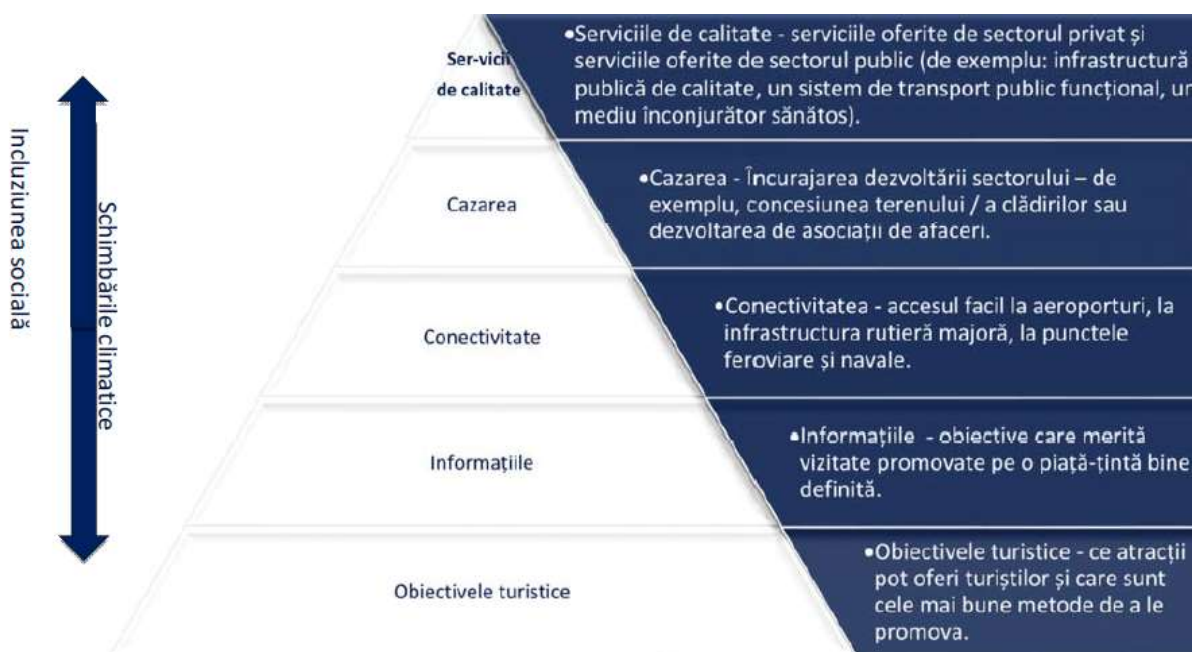 Incluziunea socială
Schimbările climatice
Ser-vicii
de calitate
•Serviciile de calitate - serviciile oferite de sectorul privat și
serviciile oferite de sectorul public (de exemplu: infrastructură
publică de calitate, un sistem de transport public funcțional, un
mediu înconjurător sănătos).
Cazarea
•Cazarea - Încurajarea dezvoltării sectorului – de
exemplu, concesiunea terenului / a clădirilor sau
dezvoltarea de asociații de afaceri.
Conectivitate
•Conectivitatea - accesul facil la aeroporturi, la
infrastructura rutieră majoră, la punctele
feroviare și navale.
Informațiile
•Informațiile - obiective care merită
vizitate promovate pe o piață-țintă bine
definită.
Obiectivele turistice
•Obiectivele turistice - ce atracții
pot oferi turiștilor și care sunt
cele mai bune metode de a le
promova.